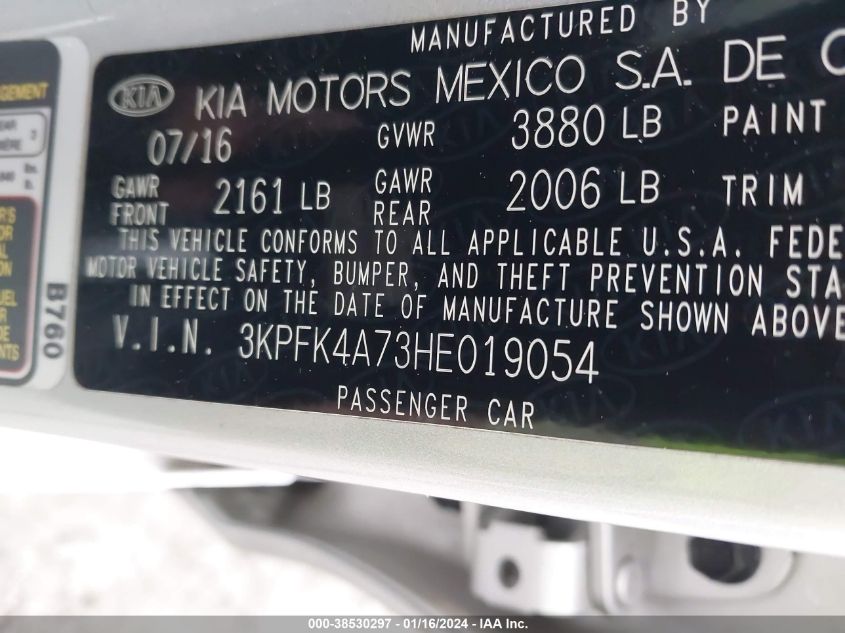 MANUFACTURED BY
KIA KIA MOTORS MEXICO S.A. DE C
07/16 GVWR 3880 LB PAINT
GAWR FRONT 2161 LB GAWR REAR 2006 LB TRIM
THIS VEHICLE CONFORMS TO ALL APPLICABLE U.S.A. FEDE
MOTOR VEHICLE SAFETY, BUMPER, AND THEFT PREVENTION STA
IN EFFECT ON THE DATE OF MANUFACTURE SHOWN ABOVE
V.I.N. 3KPFK4A73HE019054
PASSENGER CAR
B760
000-38530297 - 01/16/2024 - IAA Inc.